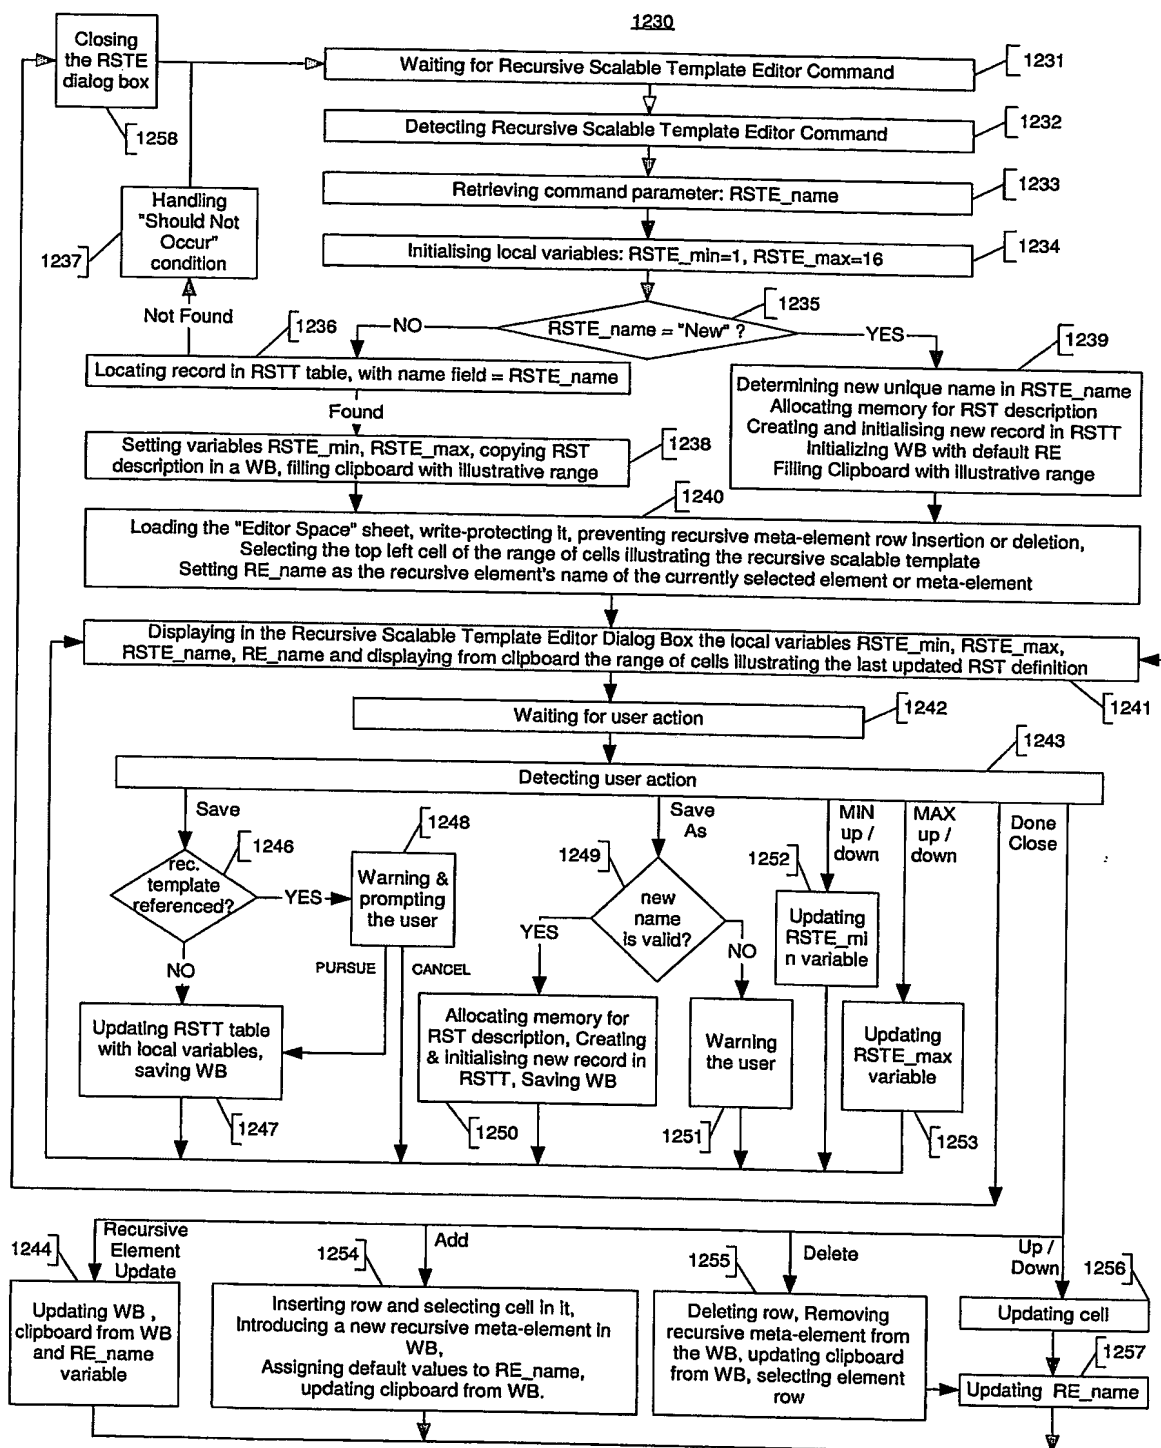 1230
Closing
the RSTE
dialog box
1258
Waiting for Recursive Scalable Template Editor Command
1231
Detecting Recursive Scalable Template Editor Command
1232
Retrieving command parameter: RSTE_name
1233
Initialising local variables: RSTE_min=1, RSTE_max=16
1234
Handling
"Should Not
Occur"
condition
1237
Not Found
1236
NO
RSTE_name = "New" ?
1235
YES
1239
Locating record in RSTT table, with name field = RSTE_name
Found
Setting variables RSTE_min, RSTE_max, copying RST
description in a WB, filling clipboard with illustrative range
1238
Determining new unique name in RSTE_name
Allocating memory for RST description
Creating and initialising new record in RSTT
Initializing WB with default RE
Filling Clipboard with illustrative range
1240
Loading the "Editor Space" sheet, write-protecting it, preventing recursive meta-element row insertion or deletion,
Selecting the top left cell of the range of cells illustrating the recursive scalable template
Setting RE_name as the recursive element's name of the currently selected element or meta-element
Displaying in the Recursive Scalable Template Editor Dialog Box the local variables RSTE_min, RSTE_max,
RSTE_name, RE_name and displaying from clipboard the range of cells illustrating the last updated RST definition
1241
Waiting for user action
1242
Detecting user action
1243
Save
rec.
template
referenced?
1246
YES
1248
Warning &
prompting
the user
NO
PURSUE
CANCEL
Updating RSTT table
with local variables,
saving WB
1247
Save
As
1249
new
name
is valid?
YES
NO
Allocating memory for
RST description, Creating
& initialising new record in
RSTT, Saving WB
1250
Warning
the user
1251
MIN
up /
down
1252
Updating
RSTE_mi
n variable
MAX
up /
down
Updating
RSTE_max
variable
1253
Done
Close
1244
Recursive
Element
Update
Updating WB ,
clipboard from WB
and RE_name
variable
1254
Add
Inserting row and selecting cell in it,
Introducing a new recursive meta-element in
WB,
Assigning default values to RE_name,
updating clipboard from WB.
1255
Delete
Deleting row, Removing
recursive meta-element from
the WB, updating clipboard
from WB, selecting element
row
Up /
Down
1256
Updating cell
1257
Updating RE_name